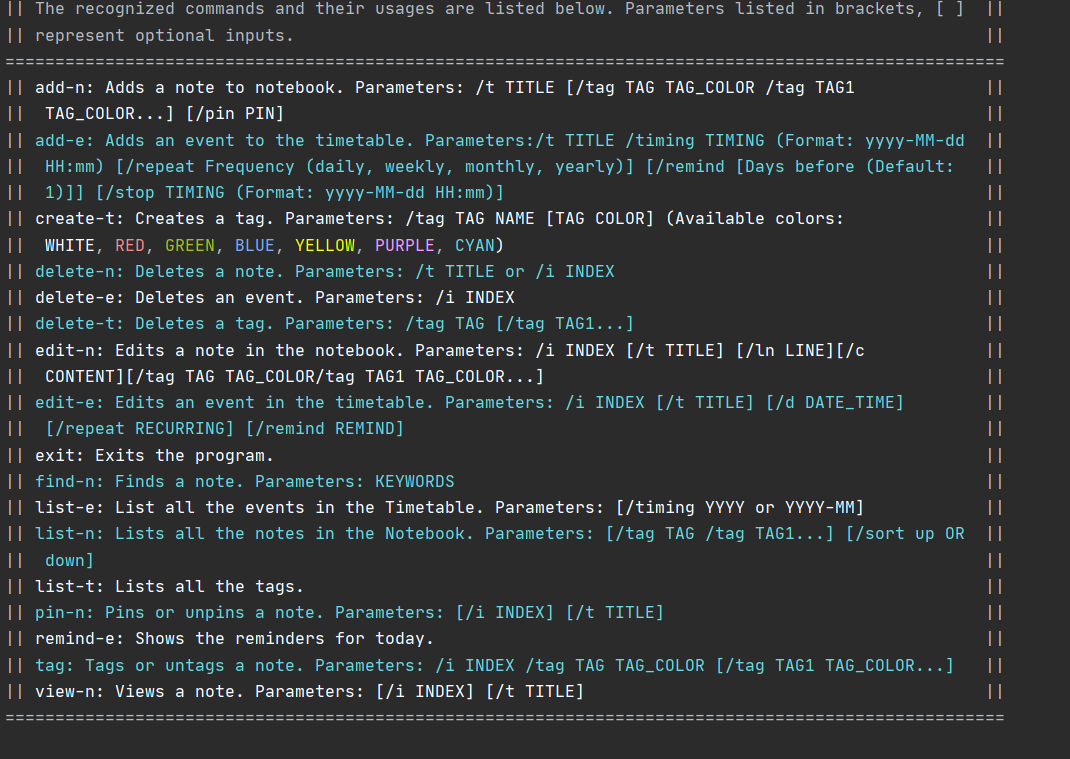 || The recognized commands and their usages are listed below. Parameters listed in brackets, [ ]  ||
|| represent optional inputs.                                                                     ||
====================================================================================================
|| add-n: Adds a note to notebook. Parameters: /t TITLE [/tag TAG TAG_COLOR /tag TAG1             ||
||  TAG_COLOR...] [/pin PIN]                                                                      ||
|| add-e: Adds an event to the timetable. Parameters:/t TITLE /timing TIMING (Format: yyyy-MM-dd  ||
||  HH:mm) [/repeat Frequency (daily, weekly, monthly, yearly)] [/remind [Days before (Default:   ||
||  1)]] [/stop TIMING (Format: yyyy-MM-dd HH:mm)]                                                ||
|| create-t: Creates a tag. Parameters: /tag TAG NAME [TAG COLOR] (Available colors:              ||
||  WHITE, RED, GREEN, BLUE, YELLOW, PURPLE, CYAN)                                                ||
|| delete-n: Deletes a note. Parameters: /t TITLE or /i INDEX                                     ||
|| delete-e: Deletes an event. Parameters: /i INDEX                                               ||
|| delete-t: Deletes a tag. Parameters: /tag TAG [/tag TAG1...]                                   ||
|| edit-n: Edits a note in the notebook. Parameters: /i INDEX [/t TITLE] [/ln LINE][/c            ||
||  CONTENT][/tag TAG TAG_COLOR/tag TAG1 TAG_COLOR...]                                            ||
|| edit-e: Edits an event in the timetable. Parameters: /i INDEX [/t TITLE] [/d DATE_TIME]        ||
||  [/repeat RECURRING] [/remind REMIND]                                                          ||
|| exit: Exits the program.                                                                       ||
|| find-n: Finds a note. Parameters: KEYWORDS                                                     ||
|| list-e: List all the events in the Timetable. Parameters: [/timing YYYY or YYYY-MM]            ||
|| list-n: Lists all the notes in the Notebook. Parameters: [/tag TAG /tag TAG1...] [/sort up OR  ||
||  down]                                                                                         ||
|| list-t: Lists all the tags.                                                                    ||
|| pin-n: Pins or unpins a note. Parameters: [/i INDEX] [/t TITLE]                                ||
|| remind-e: Shows the reminders for today.                                                       ||
|| tag: Tags or untags a note. Parameters: /i INDEX /tag TAG TAG_COLOR [/tag TAG1 TAG_COLOR...]   ||
|| view-n: Views a note. Parameters: [/i INDEX] [/t TITLE]                                        ||
====================================================================================================